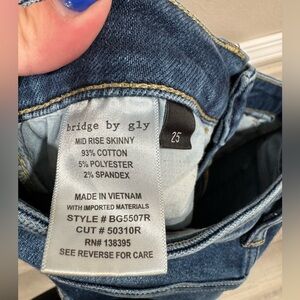 bridge by gly
MID RISE SKINNY
93% COTTON
5% POLYESTER
2% SPANDEX
MADE IN VIETNAM
WITH IMPORTED MATERIALS
STYLE # BG5507R
CUT # 50310R
RN# 138395
SEE REVERSE FOR CARE
25